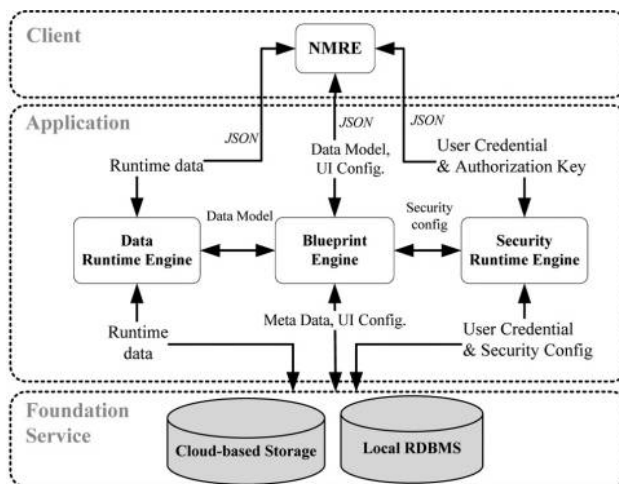 Client
NMRE
Application
JSON
JSON
JSON
Runtime data
Data Model,
UI Config.
User Credential
& Authorization Key
Data
Runtime Engine
Data Model
Blueprint
Engine
Security
config
Security
Runtime Engine
Runtime
data
Meta Data, UI Config.
User Credential
& Security Config
Foundation
Service
Cloud-based Storage
Local RDBMS